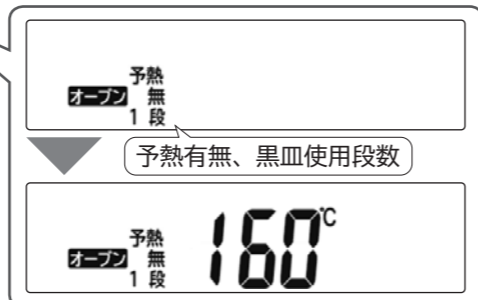 予熱
オーブン 無
1 段
予熱有無、黒皿使用段数
予熱
オーブン 無
1 段
160℃